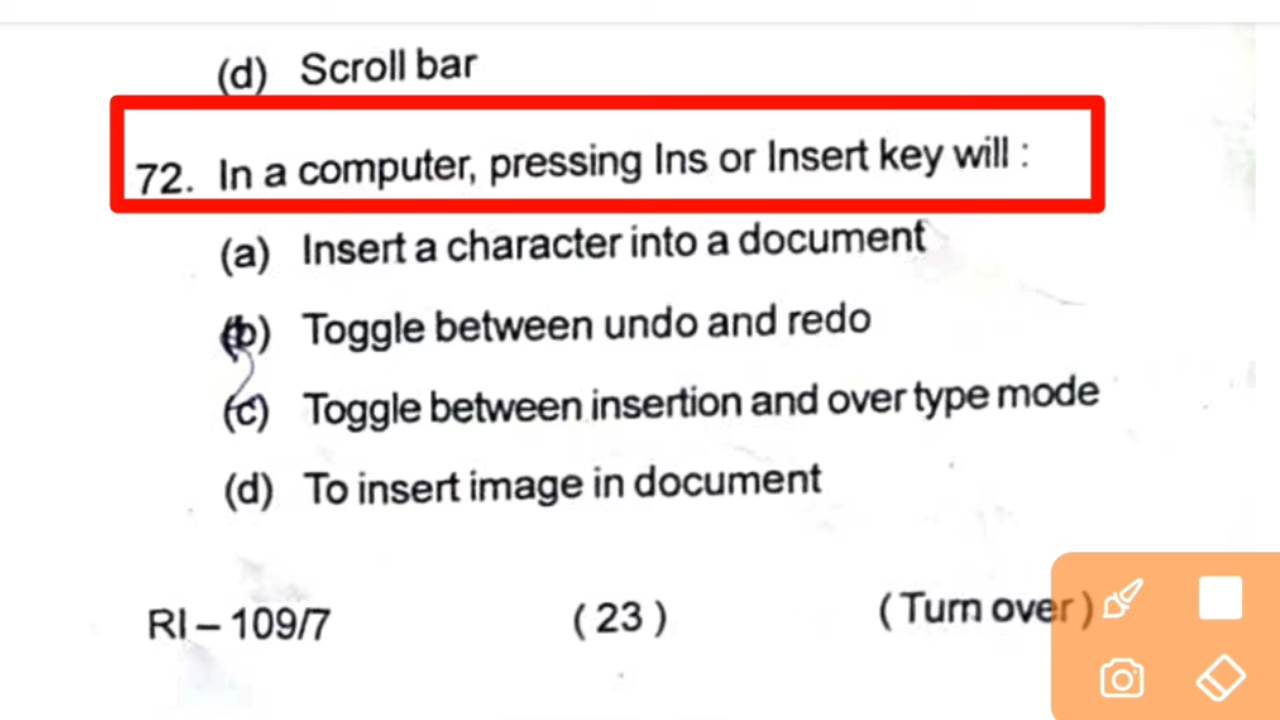 (d) Scroll bar
72. In a computer, pressing Ins or Insert key will :
(a) Insert a character into a document
(b) Toggle between undo and redo
(c) Toggle between insertion and over type mode
(d) To insert image in document
RI – 109/7 ( 23 ) ( Turn over )